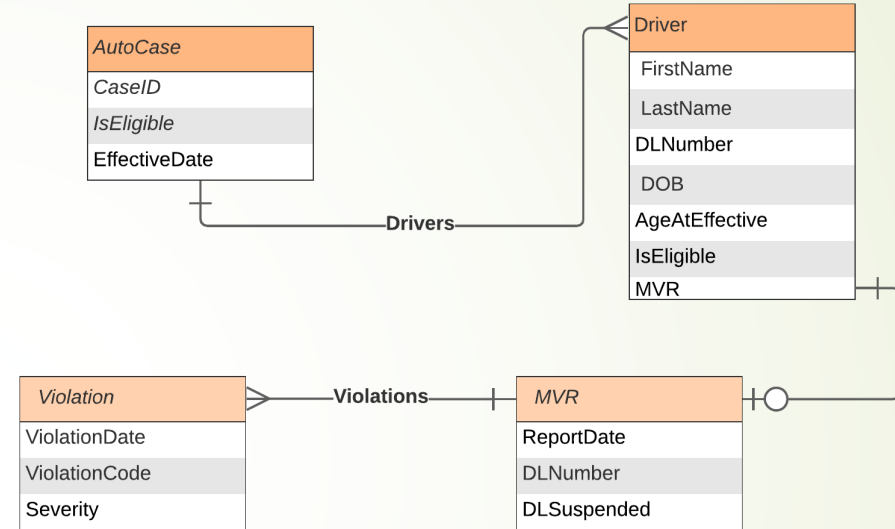 AutoCase
CaseID
IsEligible
EffectiveDate
Drivers
Driver
FirstName
LastName
DLNumber
DOB
AgeAtEffective
IsEligible
MVR
Violation
ViolationDate
ViolationCode
Severity
Violations
MVR
ReportDate
DLNumber
DLSuspended